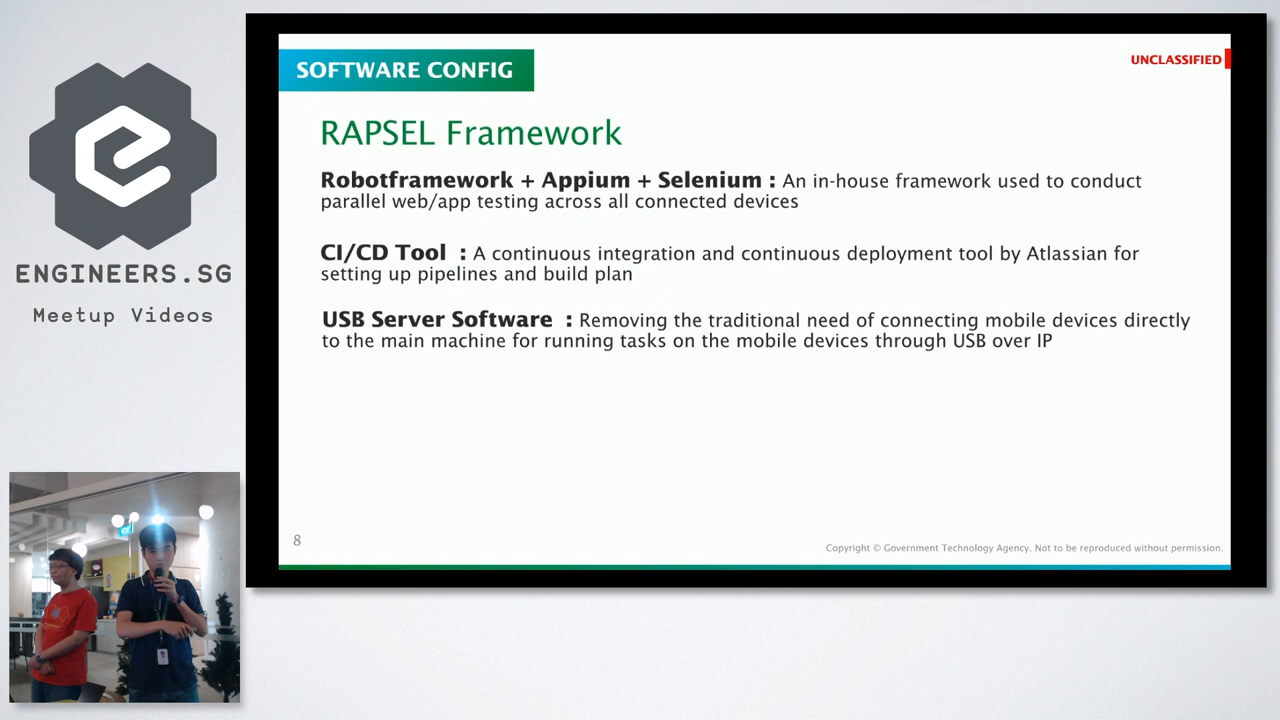 ENGINEERS.SG
Meetup Videos
SOFTWARE CONFIG
UNCLASSIFIED
RAPSEL Framework
Robotframework + Appium + Selenium : An in-house framework used to conduct
parallel web/app testing across all connected devices
CI/CD Tool : A continuous integration and continuous deployment tool by Atlassian for
setting up pipelines and build plan
USB Server Software : Removing the traditional need of connecting mobile devices directly
to the main machine for running tasks on the mobile devices through USB over IP
8
Copyright © Government Technology Agency. Not to be reproduced without permission.